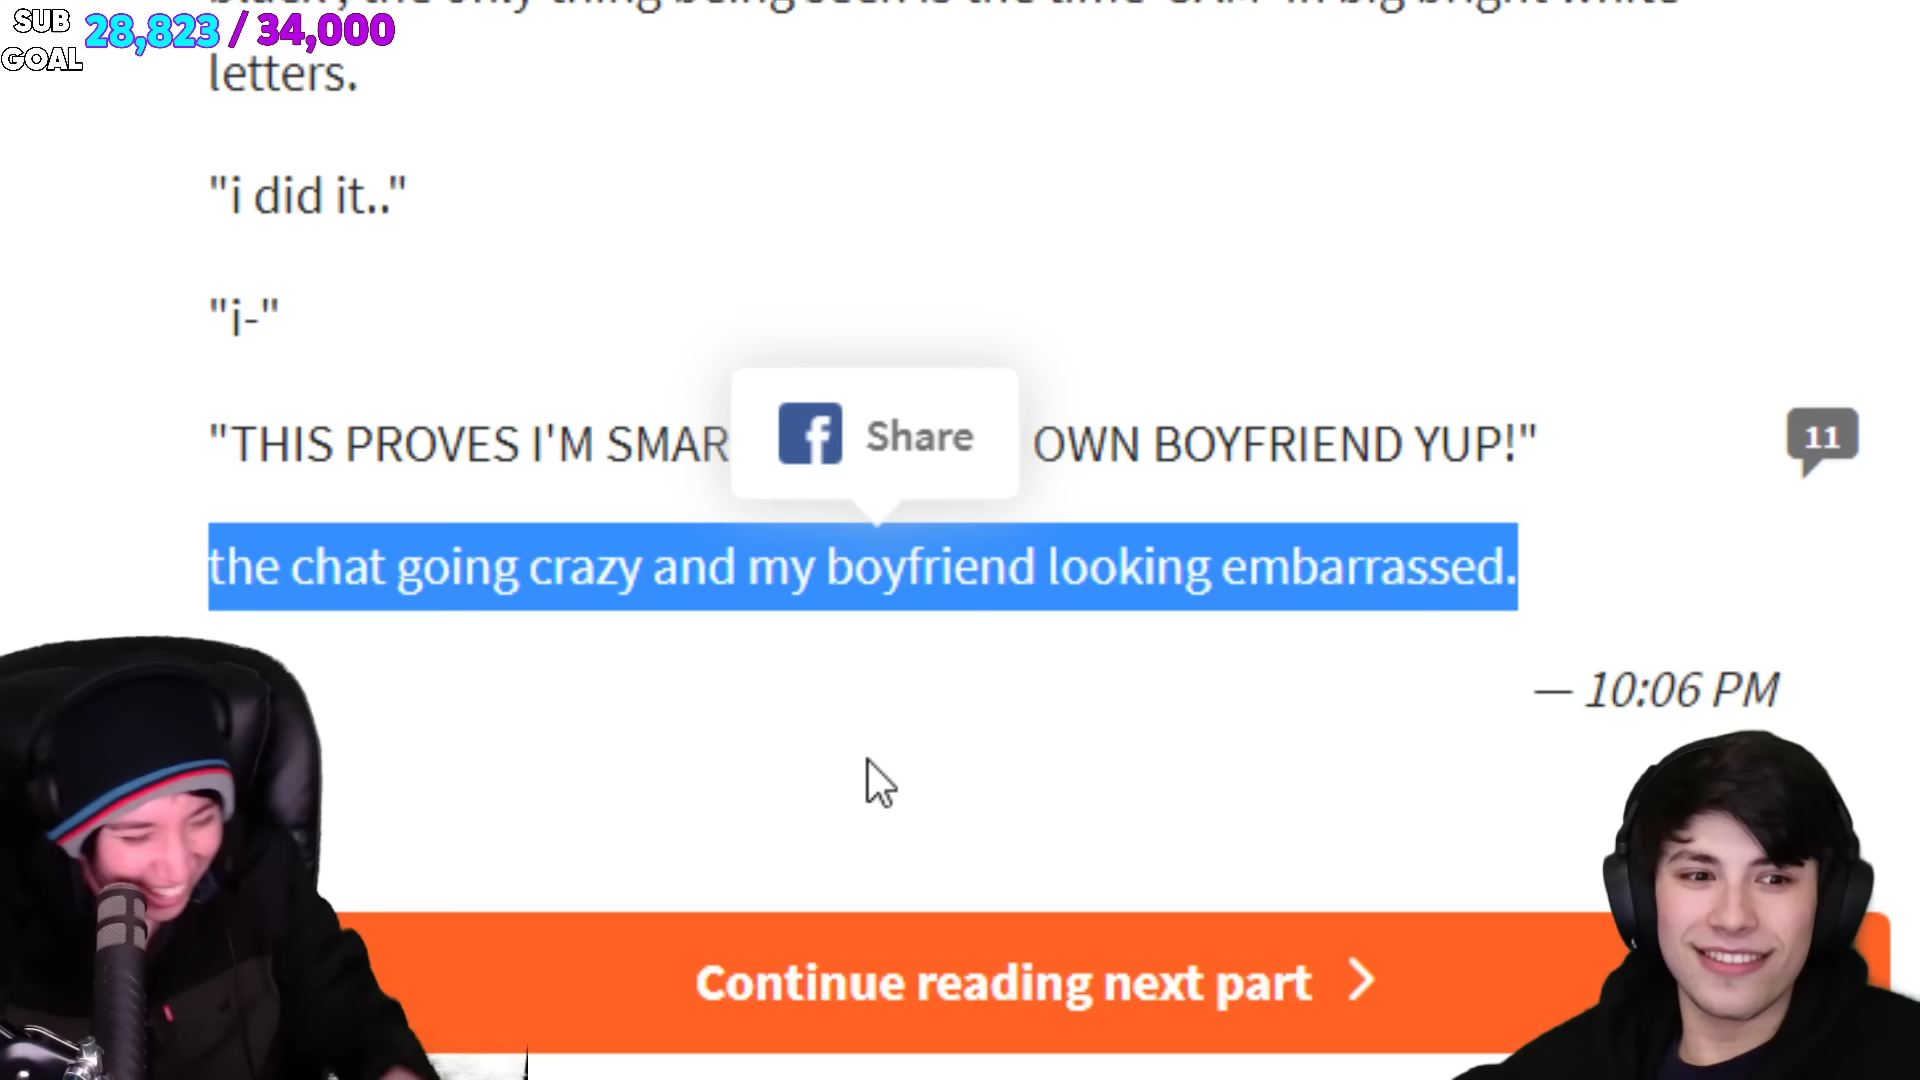 SUB
GOAL 28,823 / 34,000
letters.
"i did it.."
"i-"
"THIS PROVES I'M SMAR
Share
OWN BOYFRIEND YUP!"
11
the chat going crazy and my boyfriend looking embarrassed.
— 10:06 PM
Continue reading next part